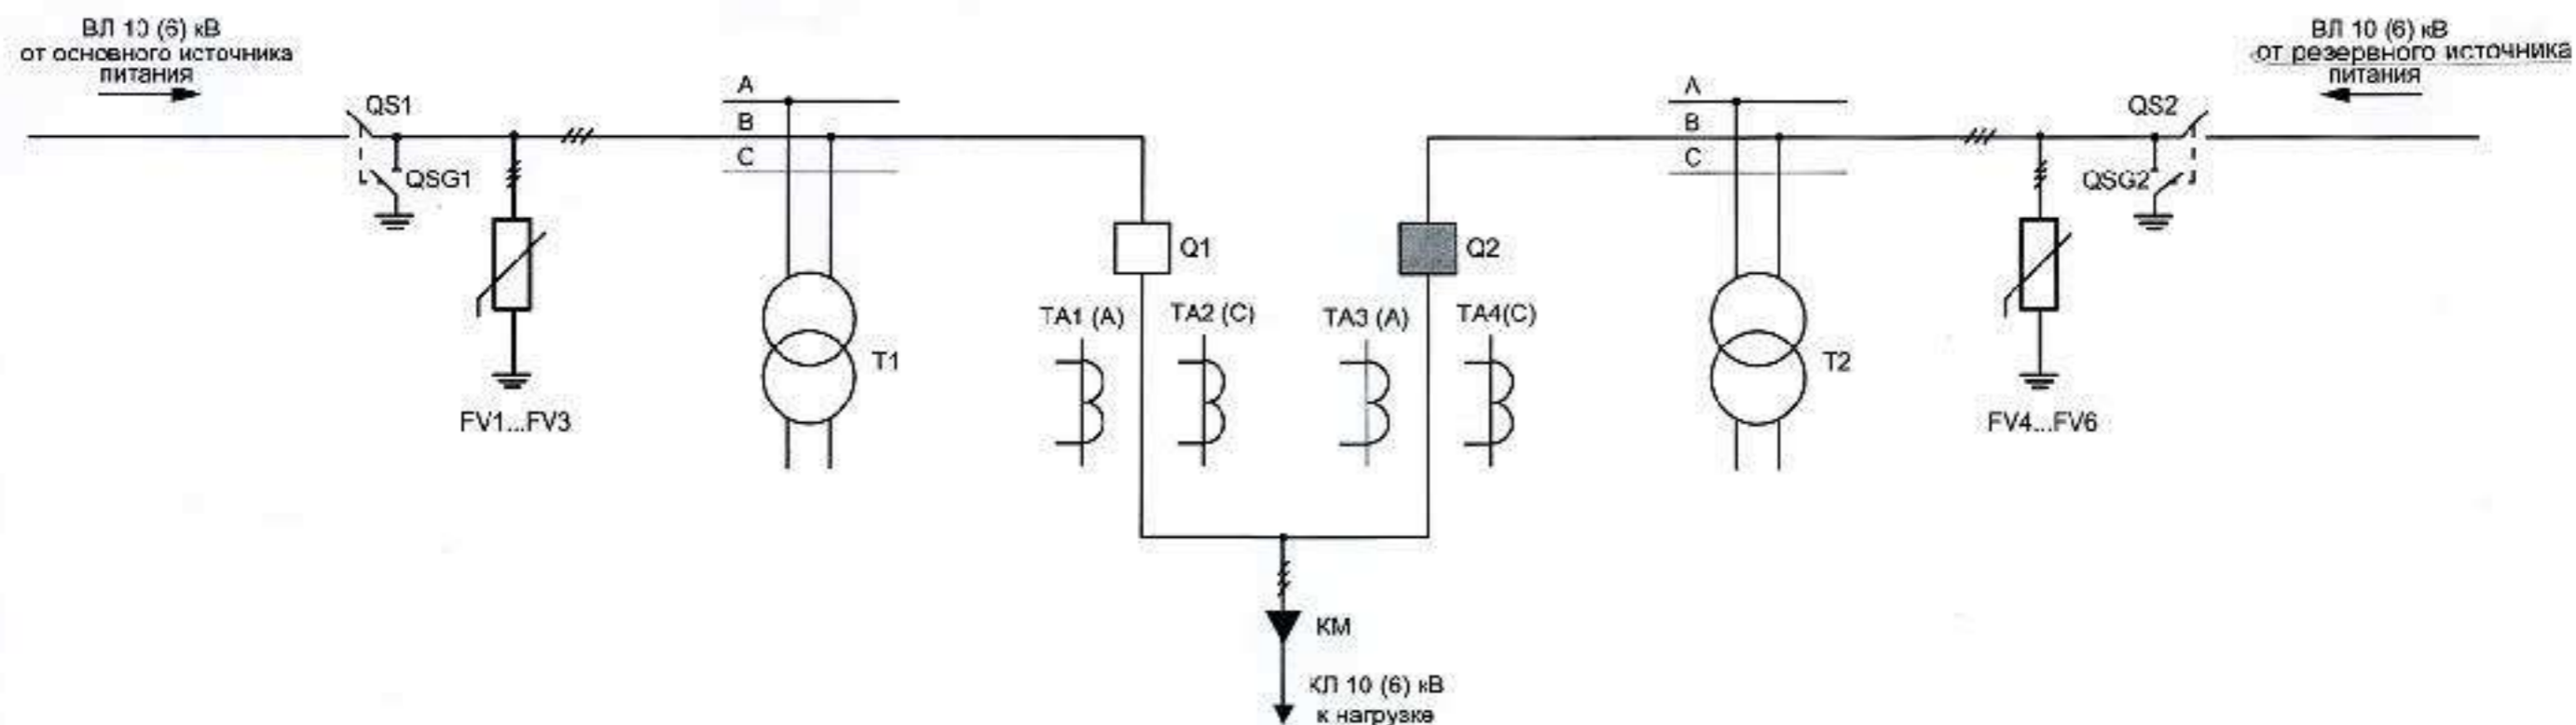 ВЛ 10 (6) кВ
от основного источника
питания
QS1
QSG1
FV1...FV3
A
B
C
T1
Q1
TA1 (A)
TA2 (C)
Q2
TA3 (A)
TA4(C)
A
B
C
T2
ВЛ 10 (6) кВ
от резервного источника
питания
QS2
QSG2
FV4...FV6
КМ
КЛ 10 (6) кВ
к нагрузке